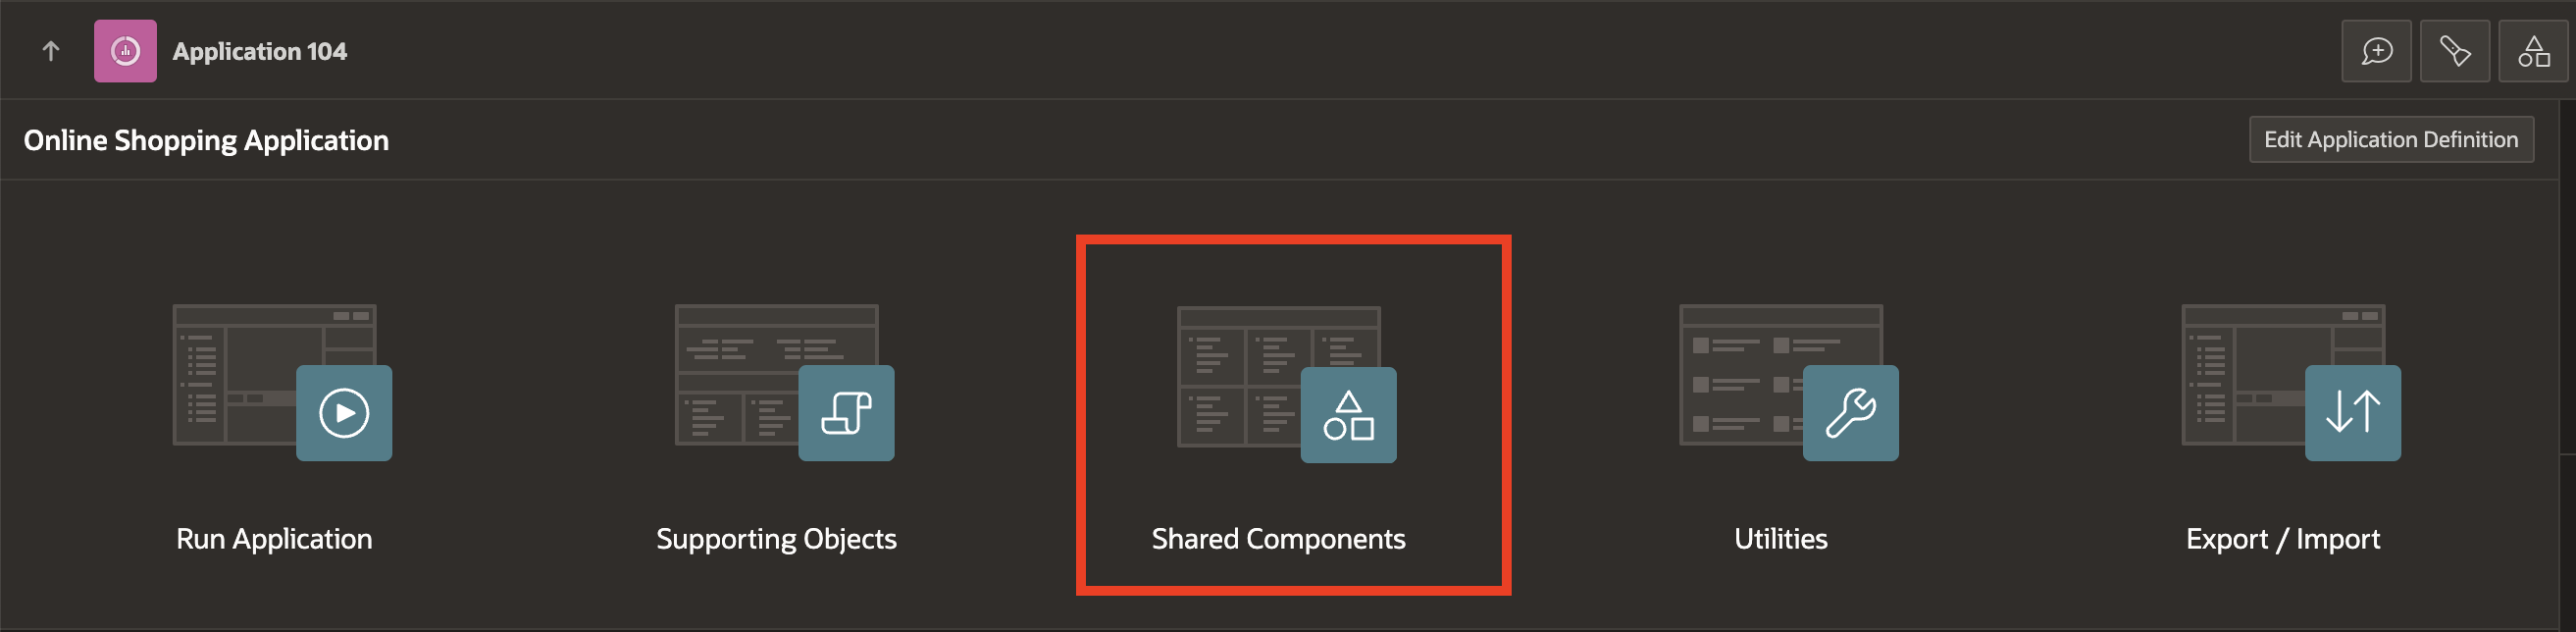 Application 104
Online Shopping Application
Edit Application Definition
Run Application
Supporting Objects
Shared Components
Utilities
Export / Import